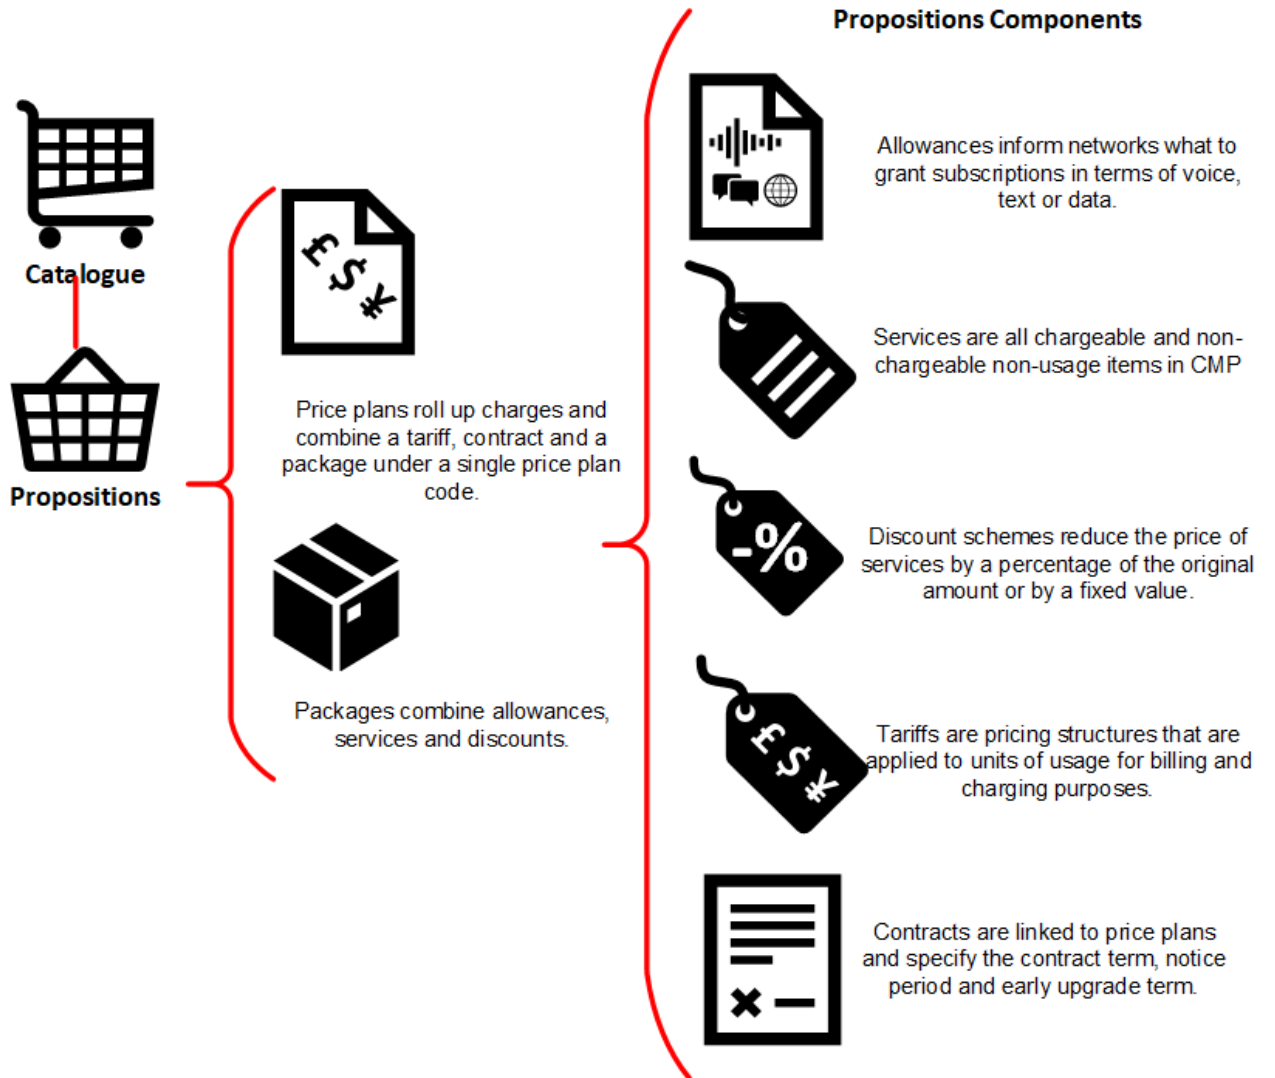 Propositions Components
Catalogue
Propositions
£ $ ¥
Price plans roll up charges and
combine a tariff, contract and a
package under a single price plan
code.
Packages combine allowances,
services and discounts.
Allowances inform networks what to
grant subscriptions in terms of voice,
text or data.
Services are all chargeable and non-
chargeable non-usage items in CMP
-%
Discount schemes reduce the price of
services by a percentage of the original
amount or by a fixed value.
£ $ ¥
Tariffs are pricing structures that are
applied to units of usage for billing and
charging purposes.
Contracts are linked to price plans
and specify the contract term, notice
period and early upgrade term.